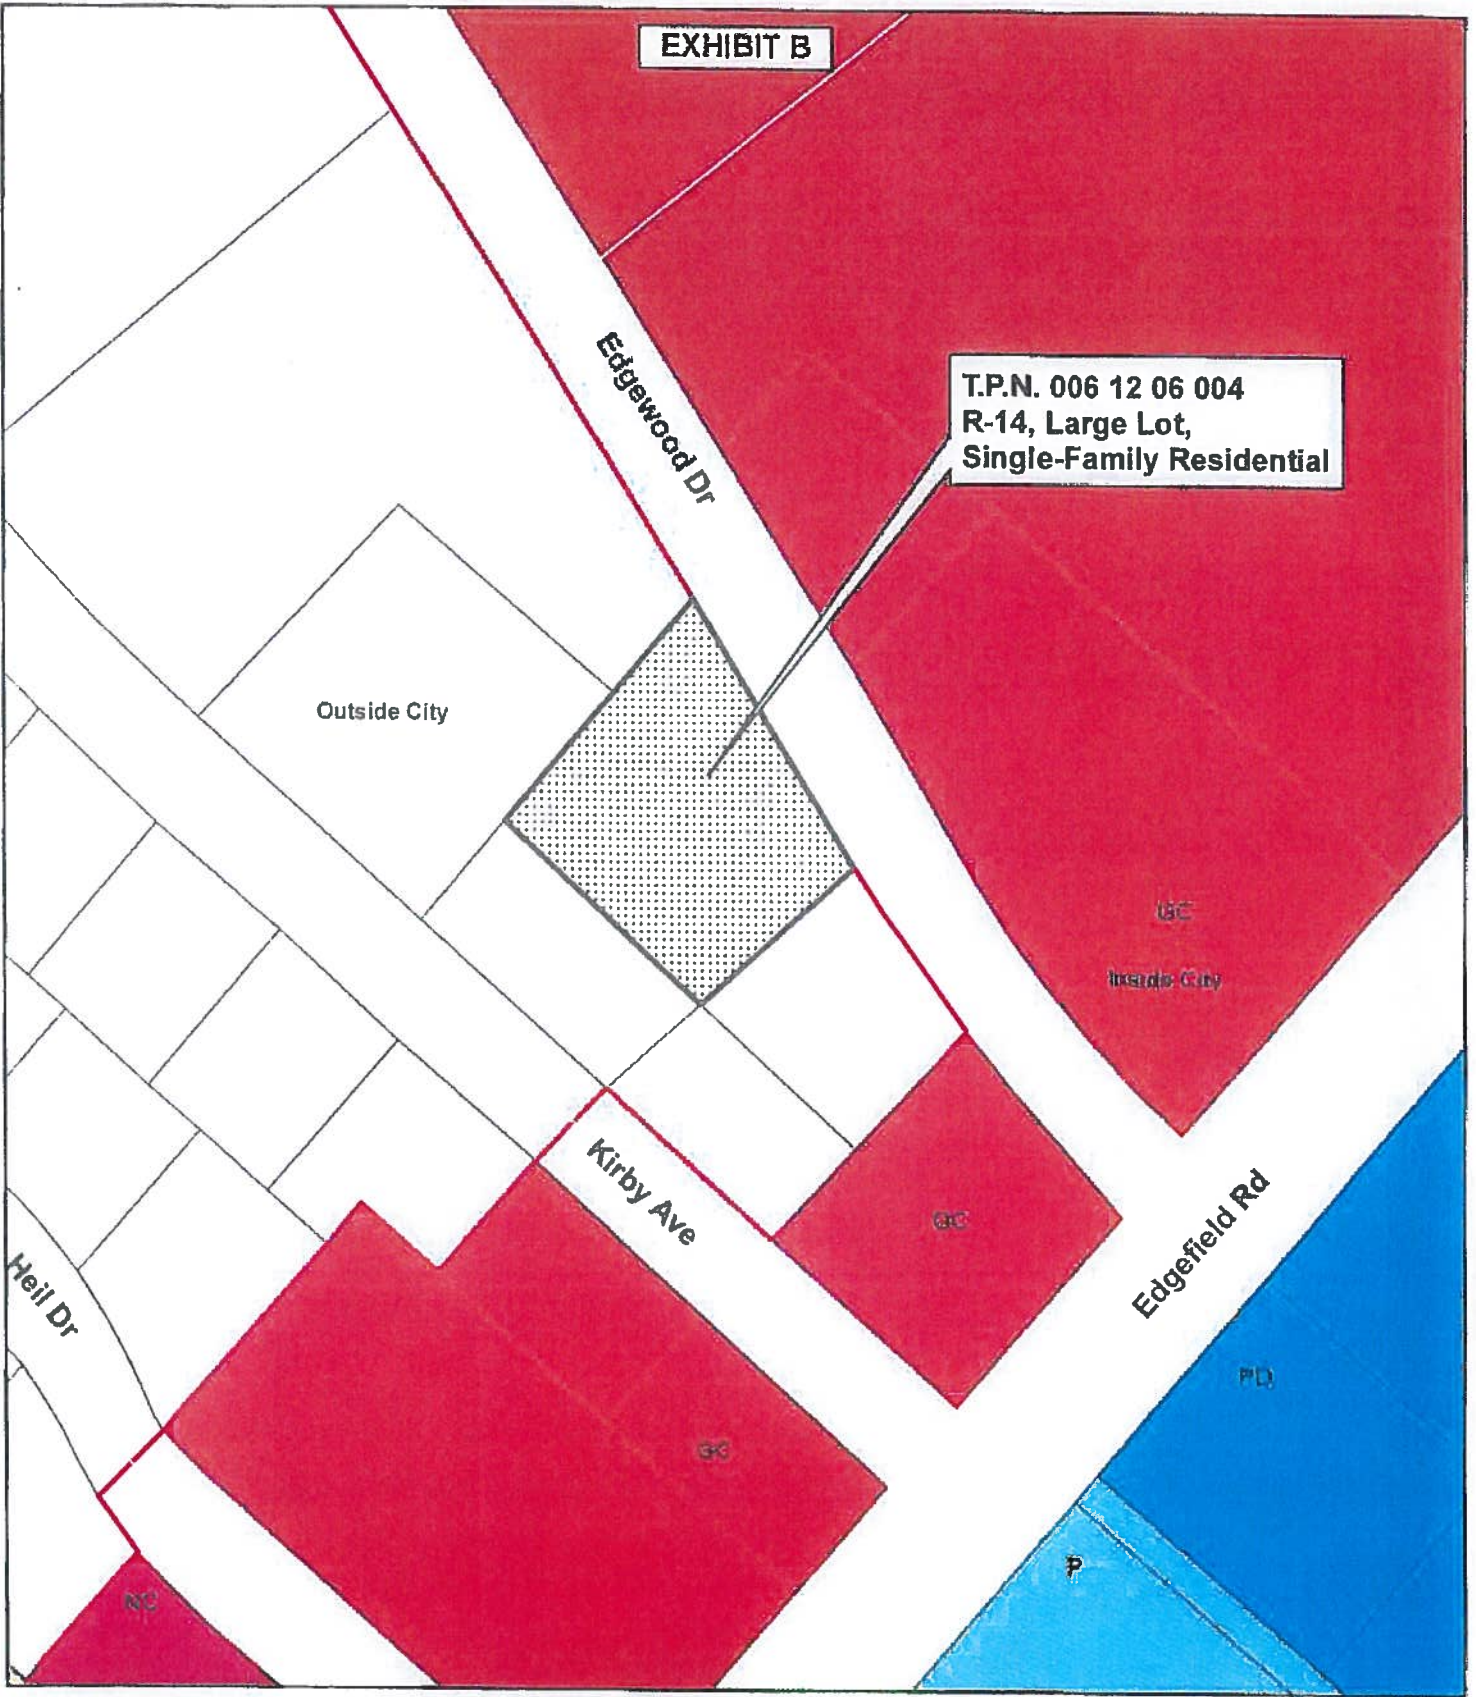 EXHIBIT B
Edgewood Dr
T.P.N. 006 12 06 004
R-14, Large Lot,
Single-Family Residential
Outside City
GC
Inside City
Kirby Ave
GC
Edgefield Rd
Heil Dr
PD
GC
P
NC